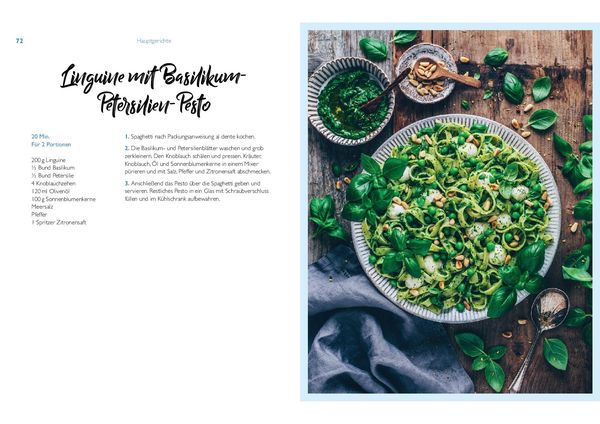 72
Hauptgerichte
Linguine mit Basilikum-
Petersilien-Pesto
20 Min.
Für 2 Portionen
200 g Linguine
½ Bund Basilikum
½ Bund Petersilie
4 Knoblauchzehen
120 ml Olivenöl
100 g Sonnenblumenkerne
Meersalz
Pfeffer
1 Spritzer Zitronensaft
1. Spaghetti nach Packungsanweisung al dente kochen.
2. Die Basilikum- und Petersilienblätter waschen und grob
zerkleinern. Den Knoblauch schälen und pressen. Kräuter,
Knoblauch, Öl und Sonnenblumenkerne in einem Mixer
pürieren und mit Salz, Pfeffer und Zitronensaft abschmecken.
3. Anschließend das Pesto über die Spaghetti geben und
servieren. Restliches Pesto in ein Glas mit Schraubverschluss
füllen und im Kühlschrank aufbewahren.